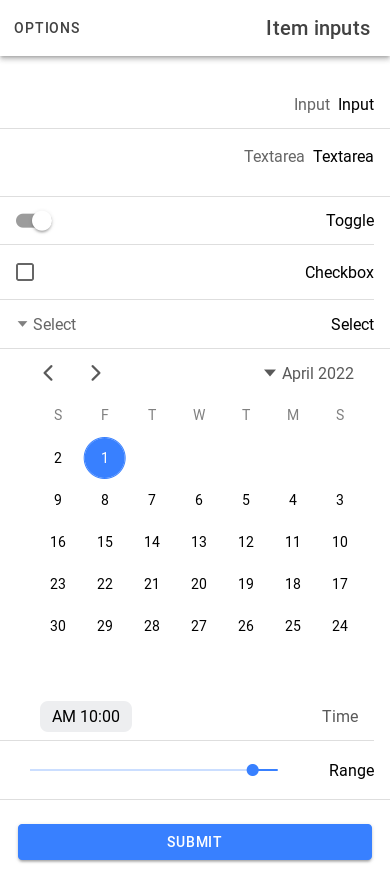 Item inputs OPTIONS
Input Input
Textarea Textarea
Toggle
Checkbox
Select Select
April 2022
S M T W T F S
1 2
3 4 5 6 7 8 9
10 11 12 13 14 15 16
17 18 19 20 21 22 23
24 25 26 27 28 29 30
Time AM 10:00
Range
SUBMIT